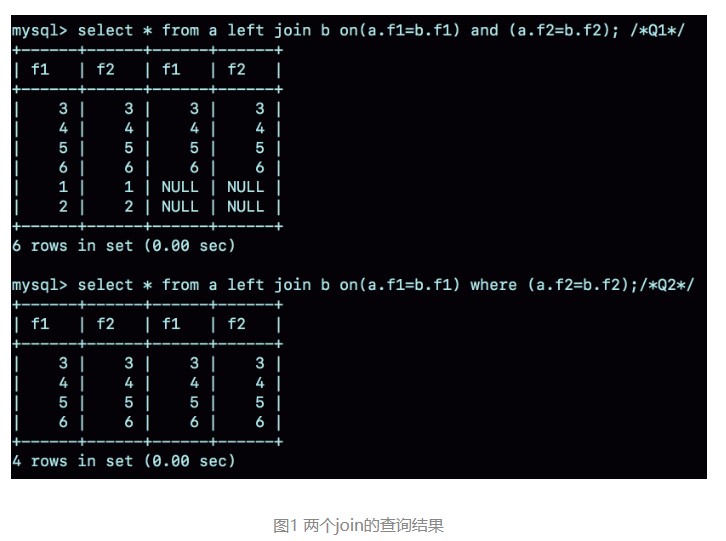 mysql> select * from a left join b on(a.f1=b.f1) and (a.f2=b.f2); /*Q1*/
+------+------+------+------+
| f1   | f2   | f1   | f2   |
+------+------+------+------+
|    3 |    3 |    3 |    3 |
|    4 |    4 |    4 |    4 |
|    5 |    5 |    5 |    5 |
|    6 |    6 |    6 |    6 |
|    1 |    1 | NULL | NULL |
|    2 |    2 | NULL | NULL |
+------+------+------+------+
6 rows in set (0.00 sec)
mysql> select * from a left join b on(a.f1=b.f1) where (a.f2=b.f2);/*Q2*/
+------+------+------+------+
| f1   | f2   | f1   | f2   |
+------+------+------+------+
|    3 |    3 |    3 |    3 |
|    4 |    4 |    4 |    4 |
|    5 |    5 |    5 |    5 |
|    6 |    6 |    6 |    6 |
+------+------+------+------+
4 rows in set (0.00 sec)
图1 两个join的查询结果